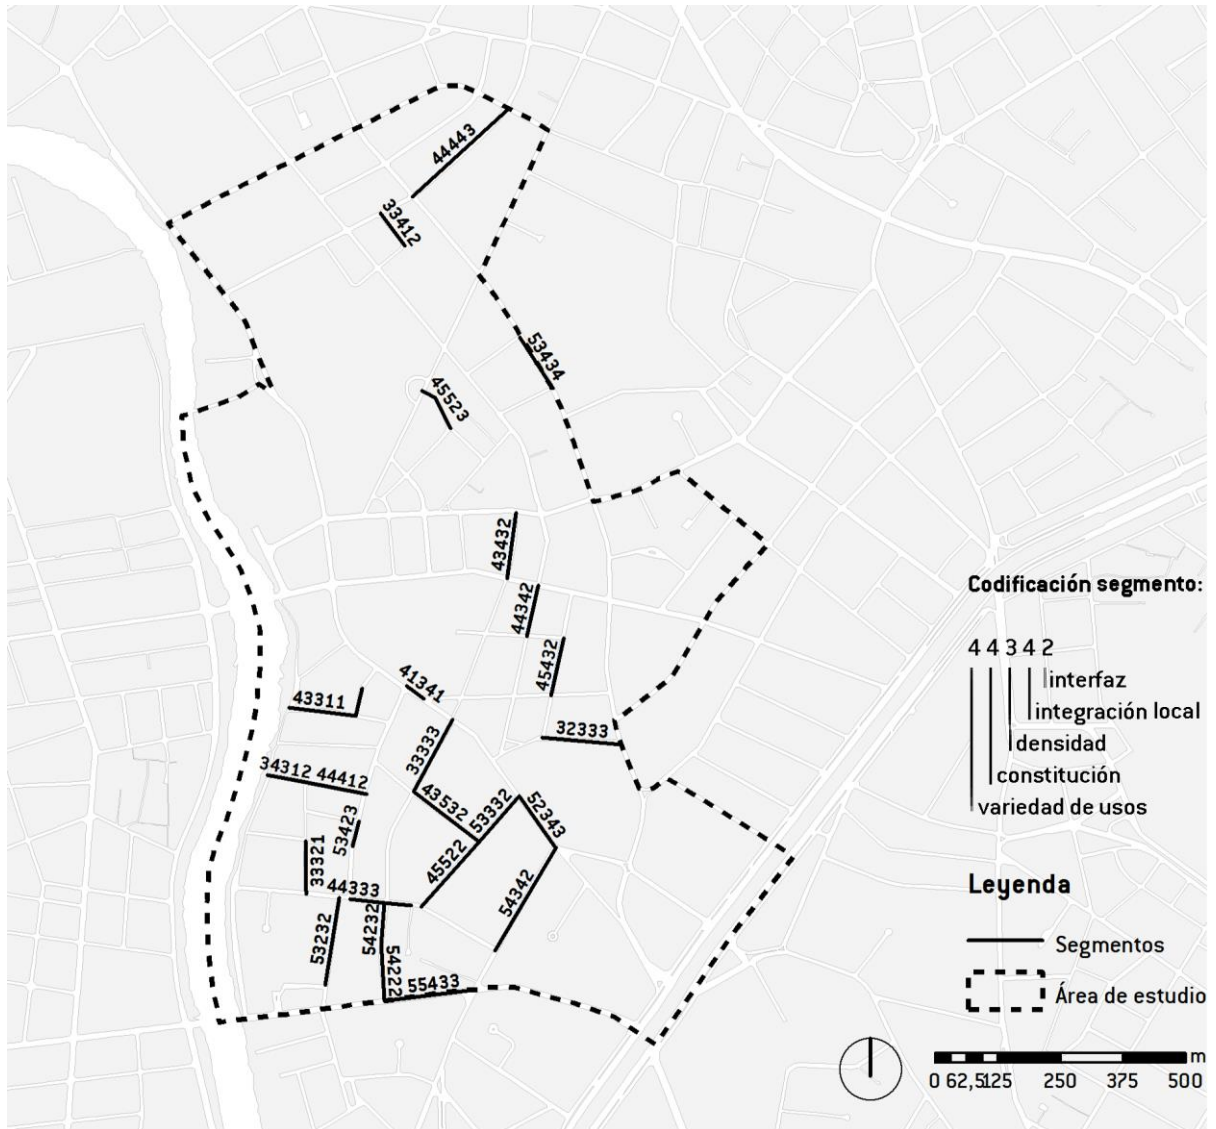 44443
33412
53434
45523
43432
44342
45432
41341
43311
32333
33333
34312 44412
43532
53332
52343
53423
33321
45522
54342
44333
53232
54232
54222
55433
Codificación segmento:
4 4 3 4 2
interfaz
integración local
densidad
constitución
variedad de usos
Leyenda
Segmentos
Área de estudio
m
0 62,5 125 250 375 500